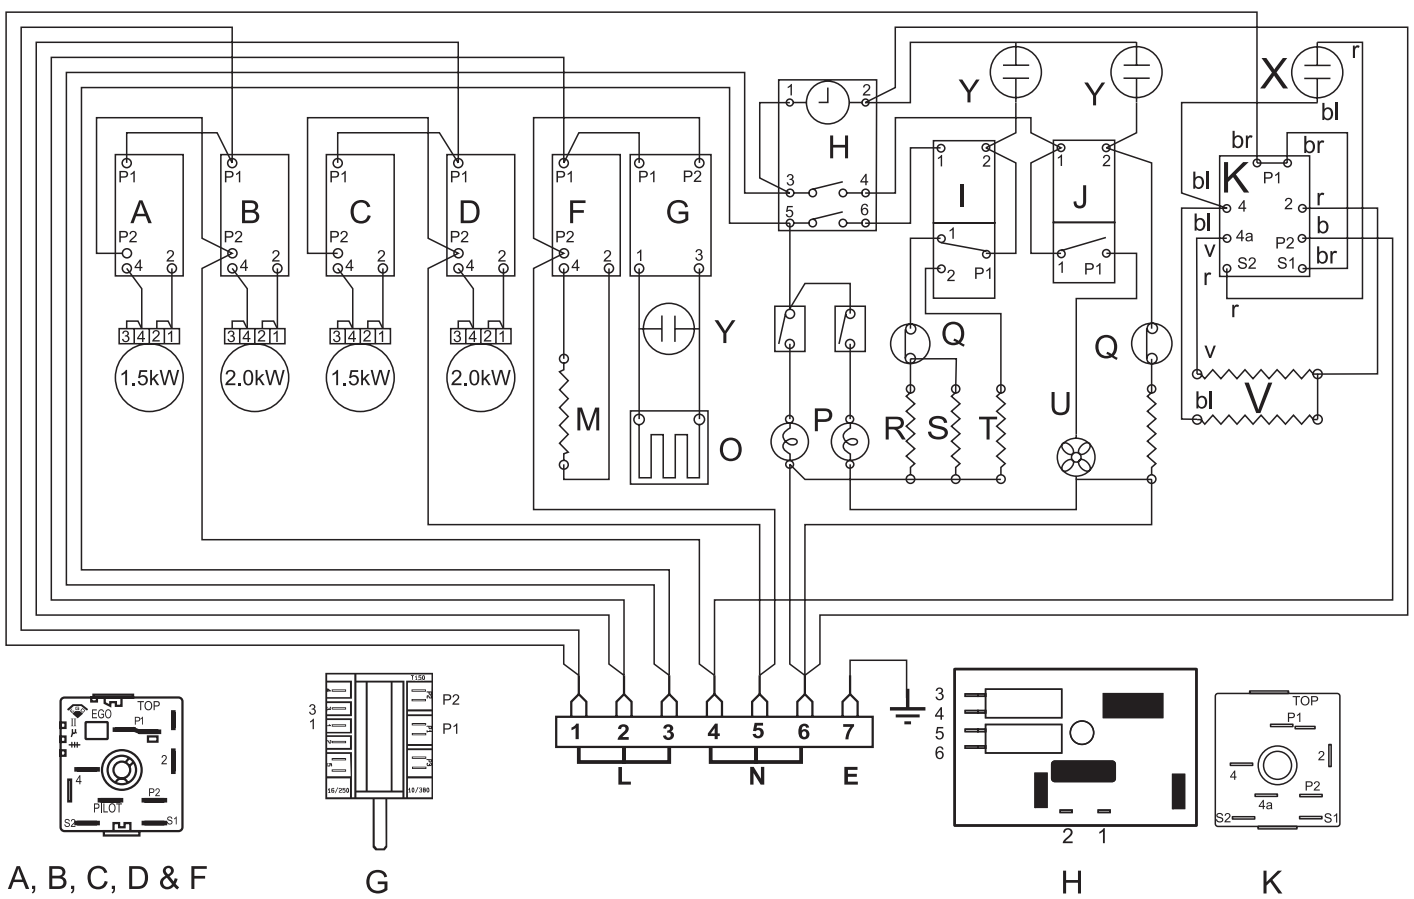 Y Y X r
bl
1 2
H
br br
P1 P1 P1 P1 P1 P1 P2
A B C D F G
P2 P2 P2 P2 P2
4 2 4 2 4 2 4 2 4 2 1 3
3 4
5 6
1 2 1 2
I J
1 2 P1 1 P1
K P1
bl 4 2 r
bl 4a P2 b
v S2 S1 br
r
r
3 4 2 1 3 4 2 1 3 4 2 1 3 4 2 1
1.5kW 2.0kW 1.5kW 2.0kW
Y Q Q
v
M O P R S T U bl V
1 2 3 4 5 6 7
L N E
EGO TOP
P1
2
4
PILOT P2
S2 S1
A, B, C, D & F
T150
3
1
P2 P2
P1 P1
P3
16/250 10/380
G
3
4
5
6
2 1
H
TOP
P1
2
4
4a P2
S2 S1
K